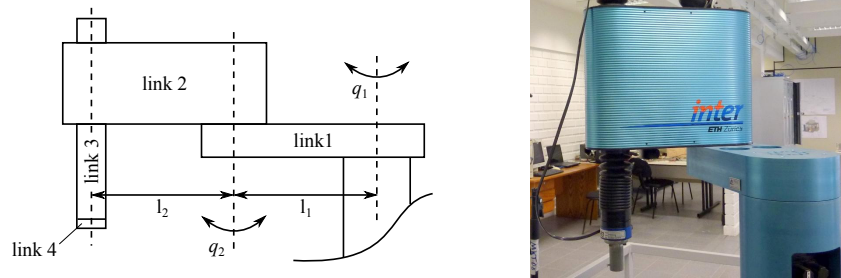 link 2
q1
link1
link 3
l2
l1
q2
link 4
inter
ETH Zürich